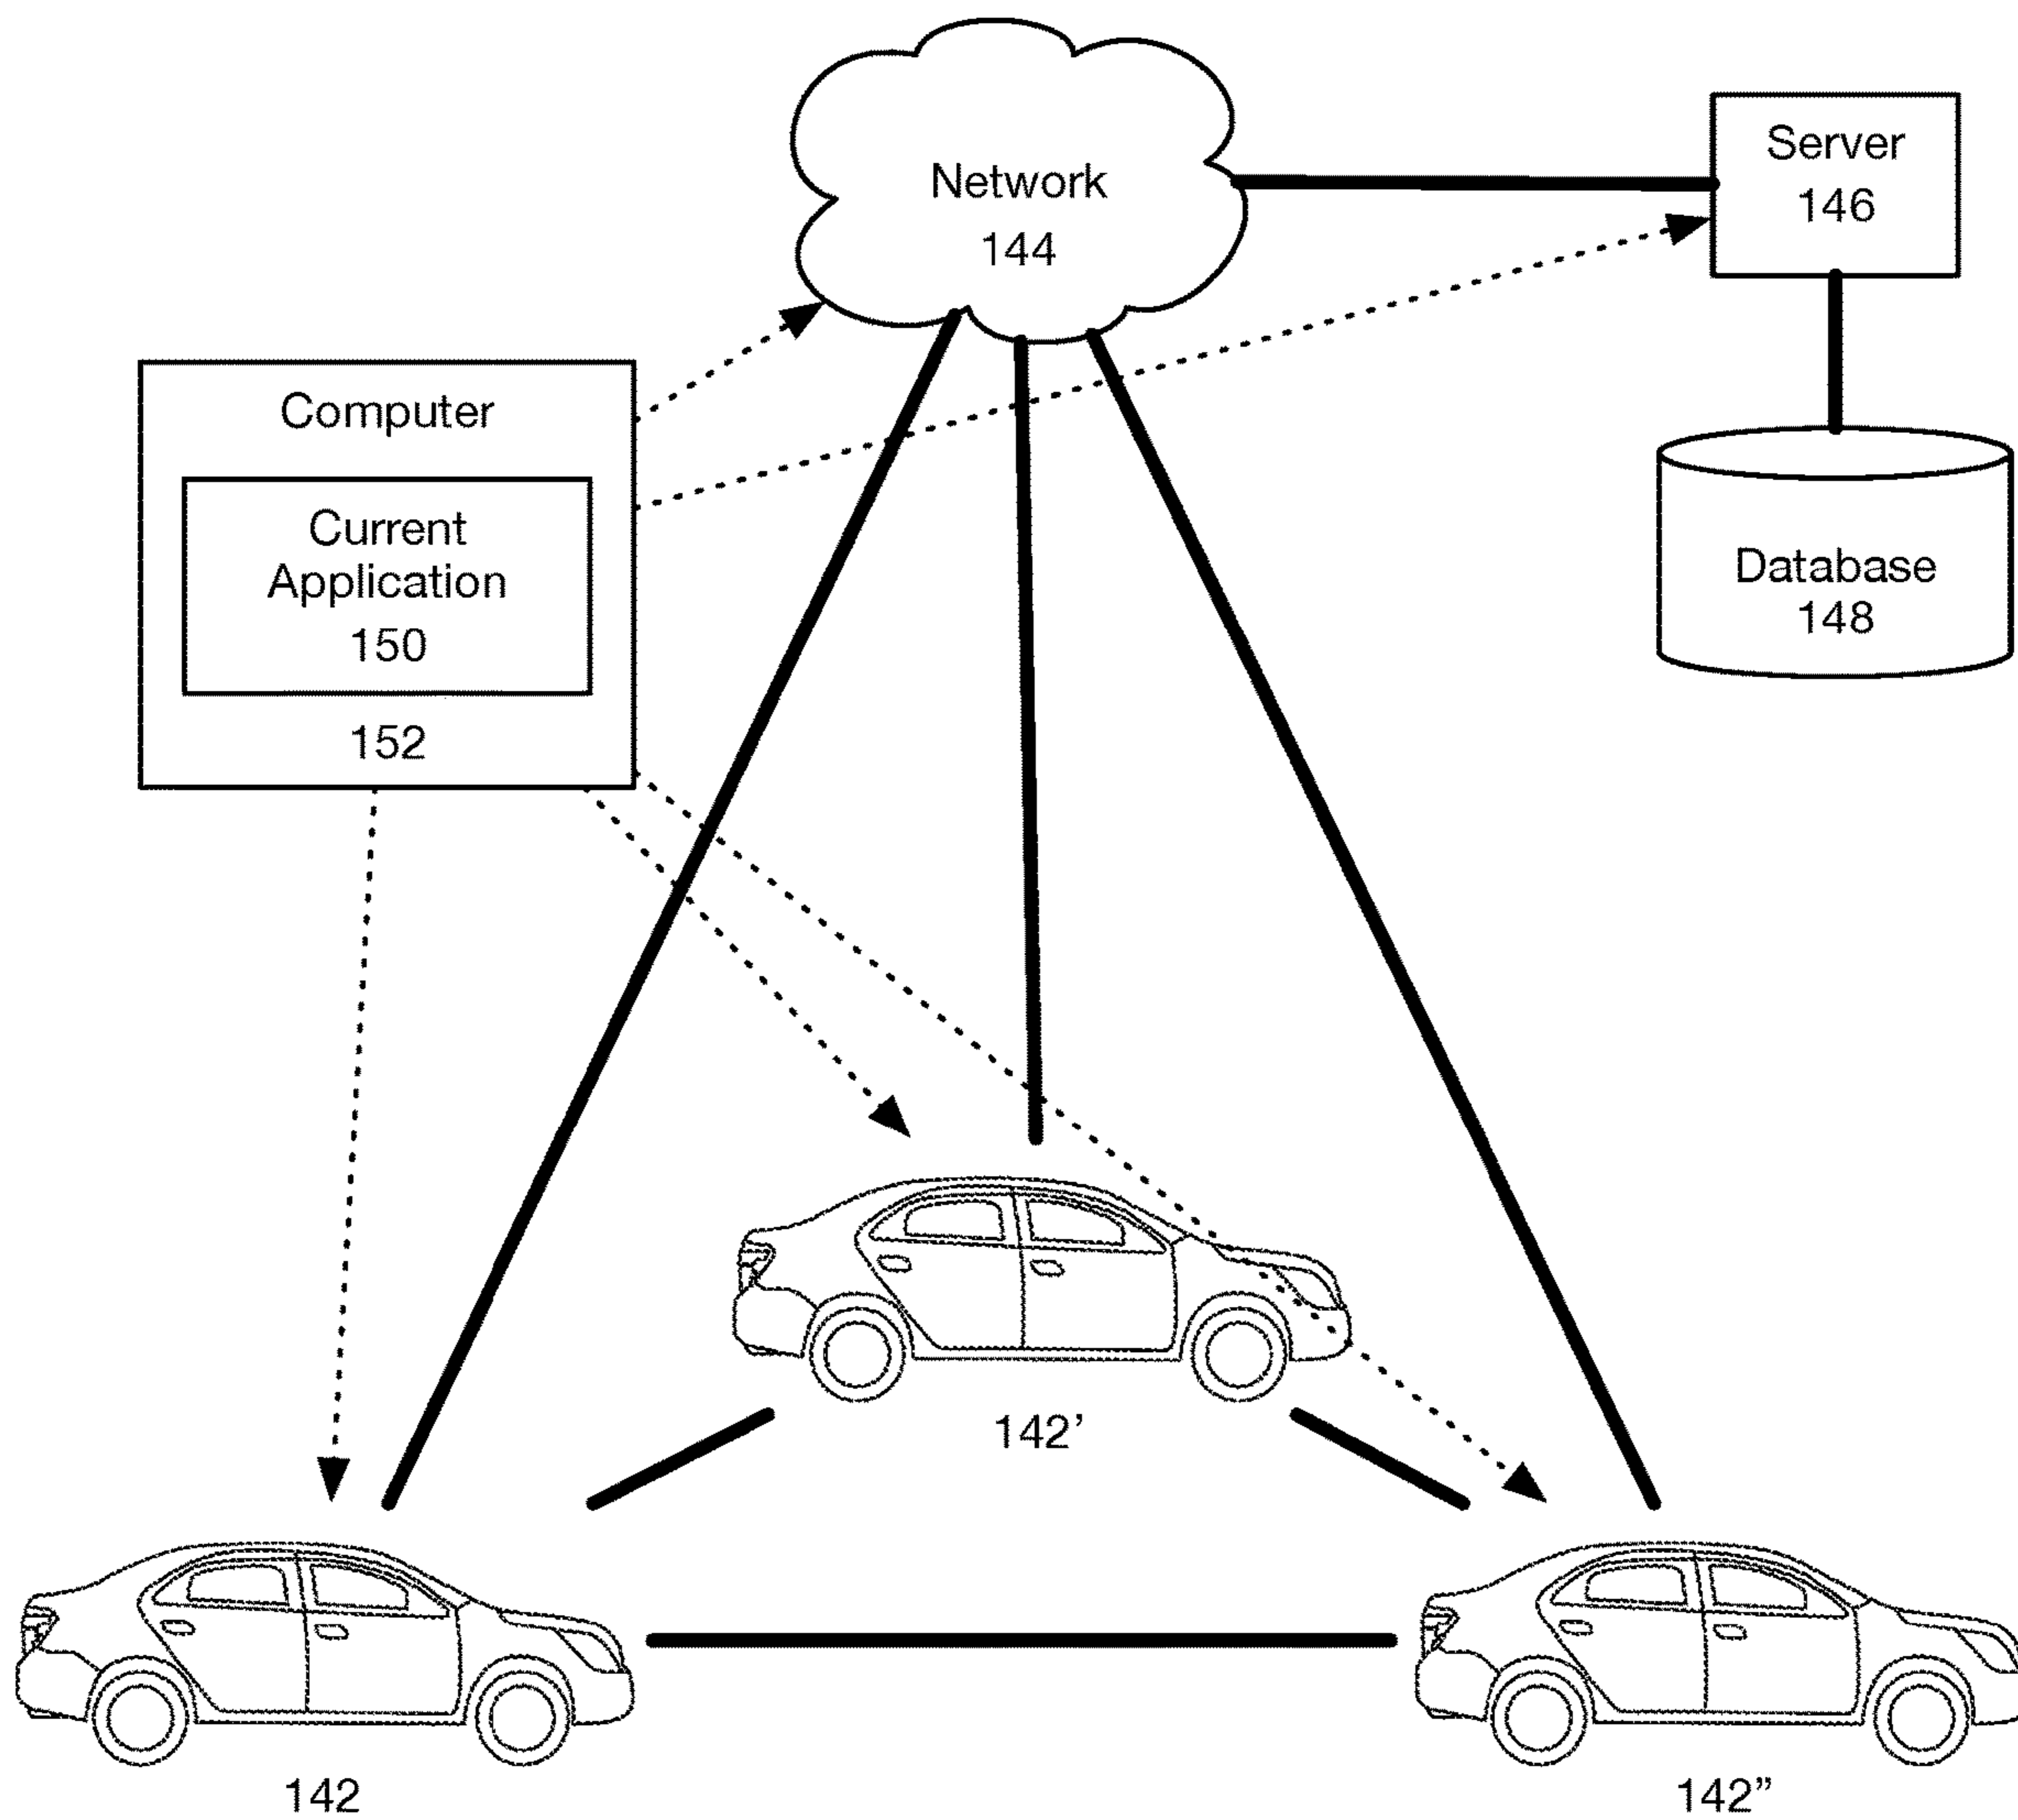 Network
144
Server
146
Computer
Current
Application
150
152
Database
148
142’
142
142”